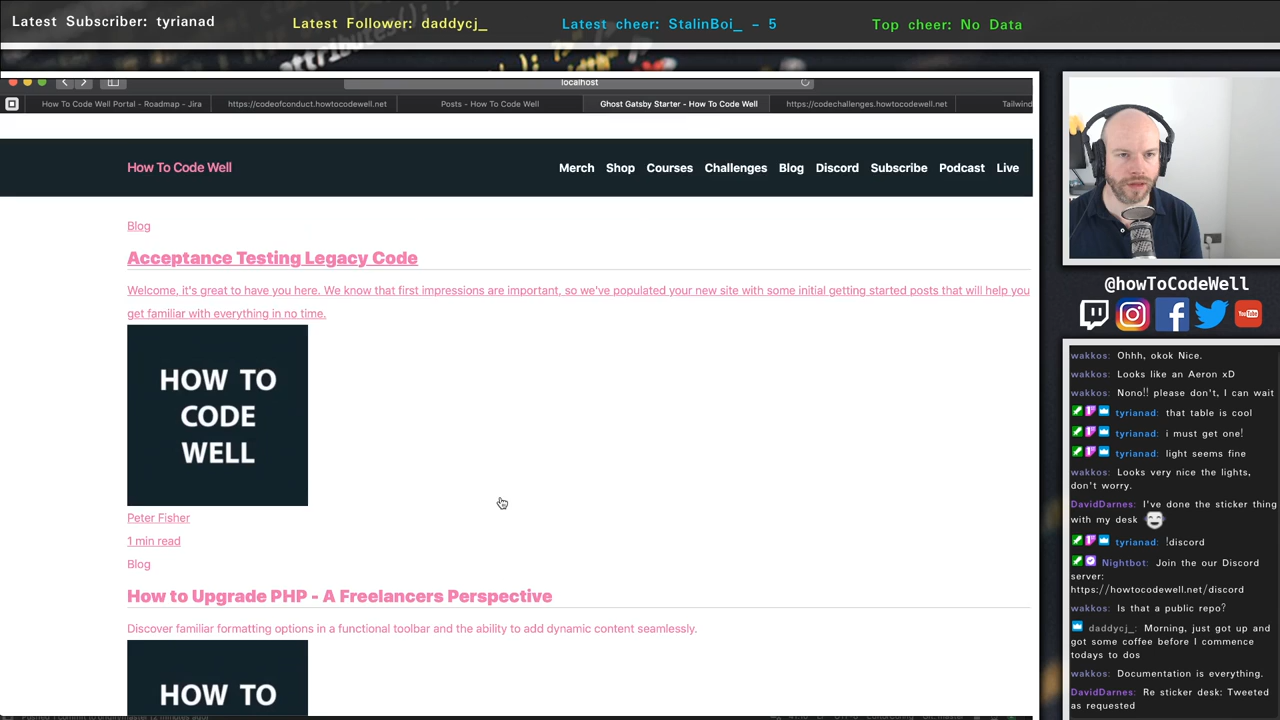 Latest Subscriber: tyrianad
Latest Follower: daddycj_
Latest cheer: StalinBoi_ - 5
Top cheer: No Data
localhost
How To Code Well Portal - Roadmap - Jira
https://codeofconduct.howtocodewell.net
Posts - How To Code Well
Ghost Gatsby Starter - How To Code Well
https://codechallenges.howtocodewell.net
Tailwind
How To Code Well
Merch Shop Courses Challenges Blog Discord Subscribe Podcast Live
Blog
Acceptance Testing Legacy Code
Welcome, it's great to have you here. We know that first impressions are important, so we've populated your new site with some initial getting started posts that will help you
get familiar with everything in no time.
HOW TO
CODE
WELL
Peter Fisher
1 min read
Blog
How to Upgrade PHP - A Freelancers Perspective
Discover familiar formatting options in a functional toolbar and the ability to add dynamic content seamlessly.
HOW TO
@howToCodeWell
You Tube
wakkos: Ohhh, okok Nice.
wakkos: Looks like an Aeron xD
wakkos: Nono!! please don't, I can wait
tyrianad: that table is cool
tyrianad: i must get one!
tyrianad: light seems fine
wakkos: Looks very nice the lights,
don't worry.
DavidDarnes: I've done the sticker thing
with my desk
tyrianad: !discord
Nightbot: Join the our Discord
server:
https://howtocodewell.net/discord
wakkos: Is that a public repo?
daddycj_: Morning, just got up and
got some coffee before I commence
todays to dos
wakkos: Documentation is everything.
DavidDarnes: Re sticker desk: Tweeted
as requested